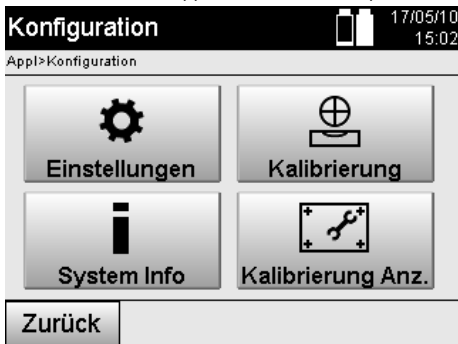 Konfiguration
17/05/10
15:02
Appl>Konfiguration
Einstellungen
Kalibrierung
System Info
Kalibrierung Anz.
Zurück